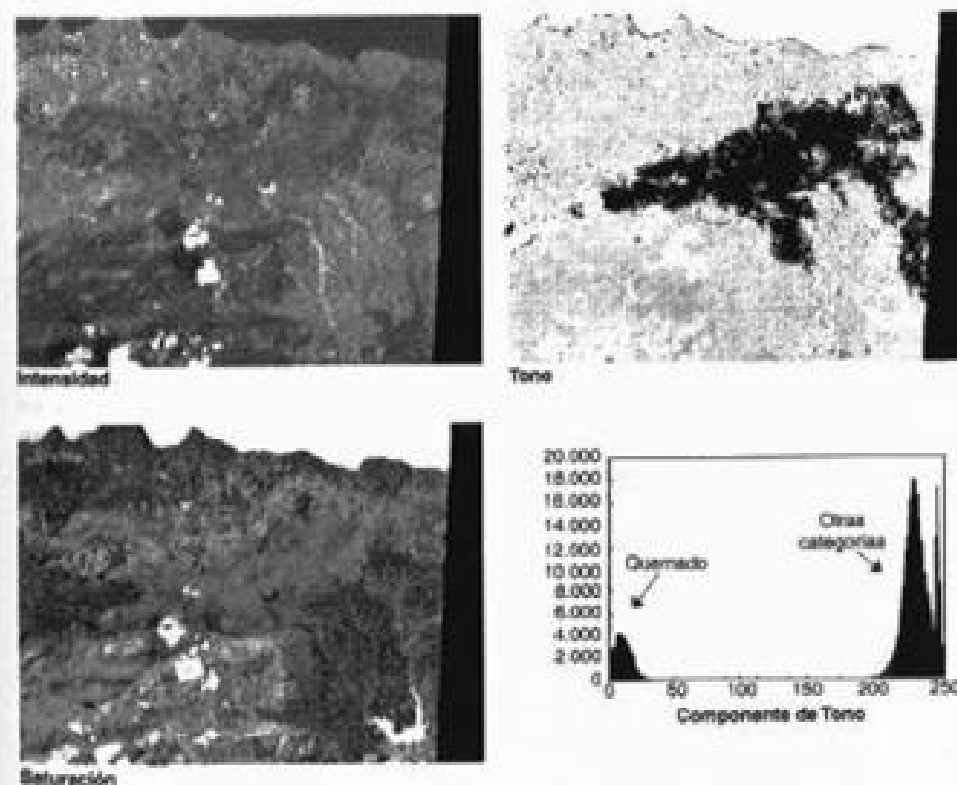 Intensidad
Tono
Saturación
20.000
18.000
16.000
14.000
12.000
10.000
8.000
6.000
4.000
2.000
0
Quemado
Otras
categorías
0 50 100 150 200 250
Componente de Tono